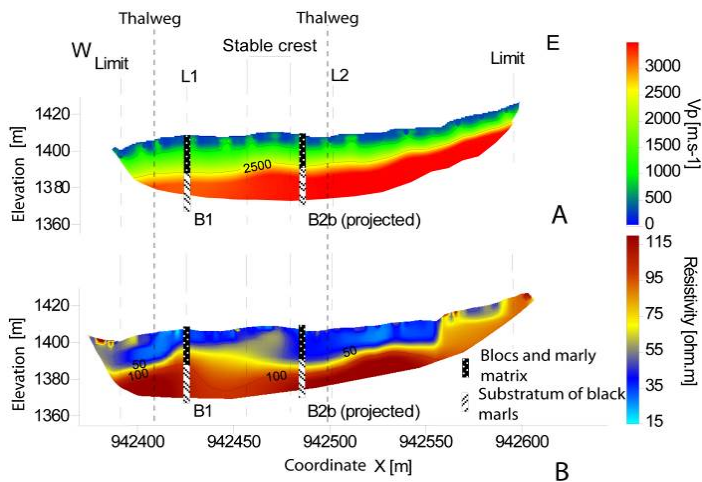 Thalweg Thalweg
Stable crest
W E
Limit Limit
L1 L2
1420
1400
1380
1360
Elevation [m]
2500
B1 B2b (projected)
A
3000
2500
2000
1500
1000
500
0
Vp [m.s-1]
1420
1400
1380
1360
Elevation [m]
50 50
100 100
B1 B2b (projected)
Blocs and marly
matrix
Substratum of black
marls
115
95
75
55
35
15
Résistivity [ohm.m]
942400 942450 942500 942550 942600
Coordinate X [m]
B